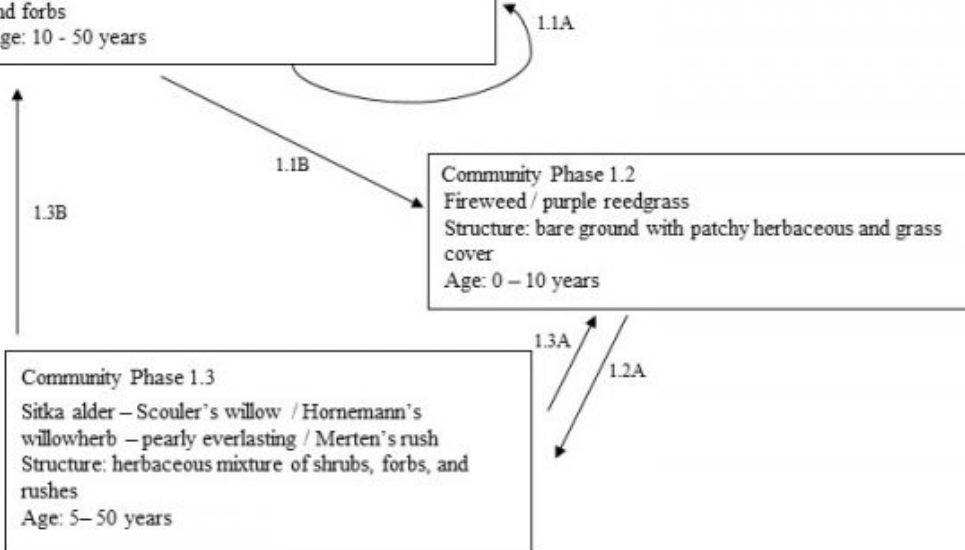 nd forbs
ge: 10 - 50 years
1.1A
1.1B
1.3B
Community Phase 1.2
Fireweed / purple reedgrass
Structure: bare ground with patchy herbaceous and grass
cover
Age: 0 – 10 years
1.3A
1.2A
Community Phase 1.3
Sitka alder – Scouler's willow / Hornemann's
willowherb – pearly everlasting / Merten's rush
Structure: herbaceous mixture of shrubs, forbs, and
rushes
Age: 5– 50 years